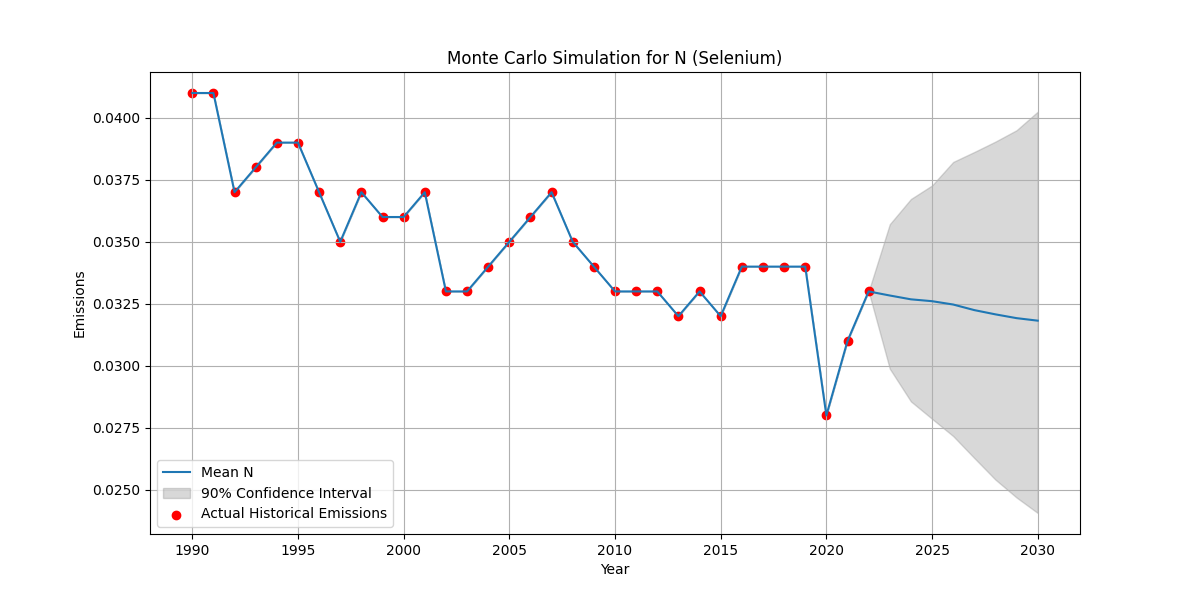 Monte Carlo Simulation for N (Selenium)
Emissions
0.0400
0.0375
0.0350
0.0325
0.0300
0.0275
0.0250
Mean N
90% Confidence Interval
Actual Historical Emissions
1990 1995 2000 2005 2010 2015 2020 2025 2030
Year